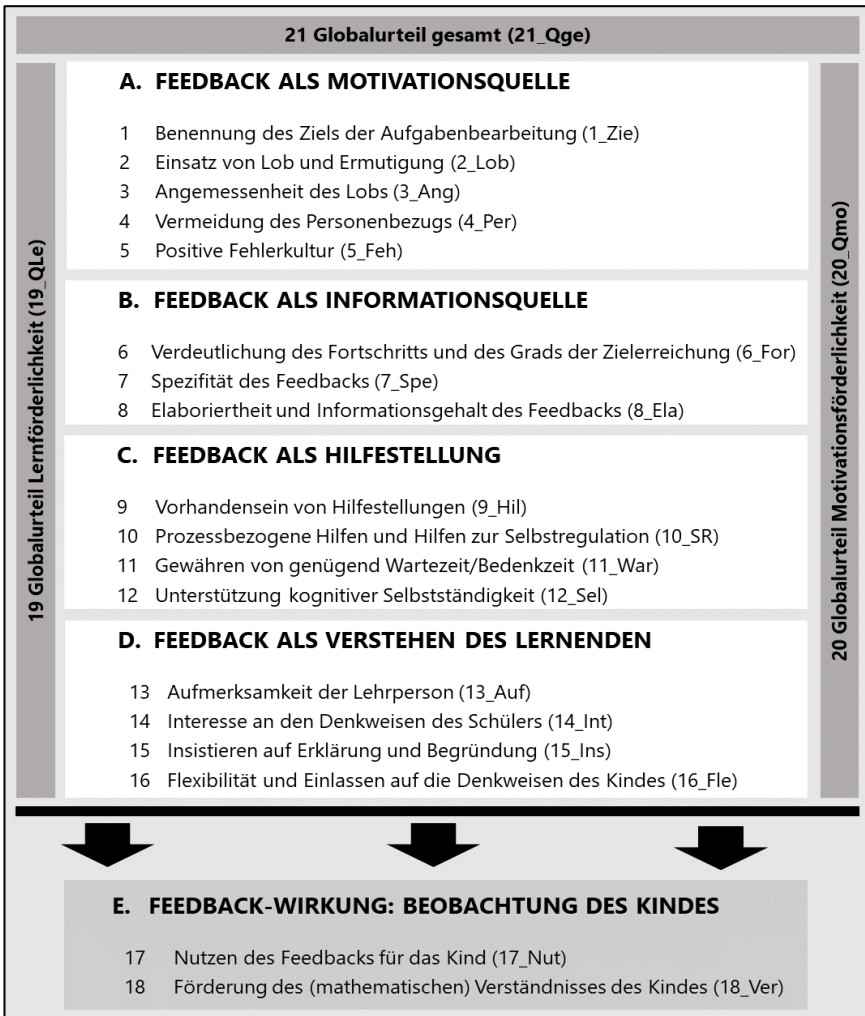 21 Globalurteil gesamt (21_Qge)
19 Globalurteil Lernförderlichkeit (19_QLe)
A. FEEDBACK ALS MOTIVATIONSQUELLE
1 Benennung des Ziels der Aufgabenbearbeitung (1_Zie)
2 Einsatz von Lob und Ermutigung (2_Lob)
3 Angemessenheit des Lobs (3_Ang)
4 Vermeidung des Personenbezugs (4_Per)
5 Positive Fehlerkultur (5_Feh)
B. FEEDBACK ALS INFORMATIONSQUELLE
6 Verdeutlichung des Fortschritts und des Grads der Zielerreichung (6_For)
7 Spezifität des Feedbacks (7_Spe)
8 Elaboriertheit und Informationsgehalt des Feedbacks (8_Ela)
C. FEEDBACK ALS HILFESTELLUNG
9 Vorhandensein von Hilfestellungen (9_Hil)
10 Prozessbezogene Hilfen und Hilfen zur Selbstregulation (10_SR)
11 Gewähren von genügend Wartezeit/Bedenkzeit (11_War)
12 Unterstützung kognitiver Selbstständigkeit (12_Sel)
D. FEEDBACK ALS VERSTEHEN DES LERNENDEN
13 Aufmerksamkeit der Lehrperson (13_Auf)
14 Interesse an den Denkweisen des Schülers (14_Int)
15 Insistieren auf Erklärung und Begründung (15_Ins)
16 Flexibilität und Einlassen auf die Denkweisen des Kindes (16_Fle)
20 Globalurteil Motivationsförderlichkeit (20_Qmo)
E. FEEDBACK-WIRKUNG: BEOBACHTUNG DES KINDES
17 Nutzen des Feedbacks für das Kind (17_Nut)
18 Förderung des (mathematischen) Verständnisses des Kindes (18_Ver)